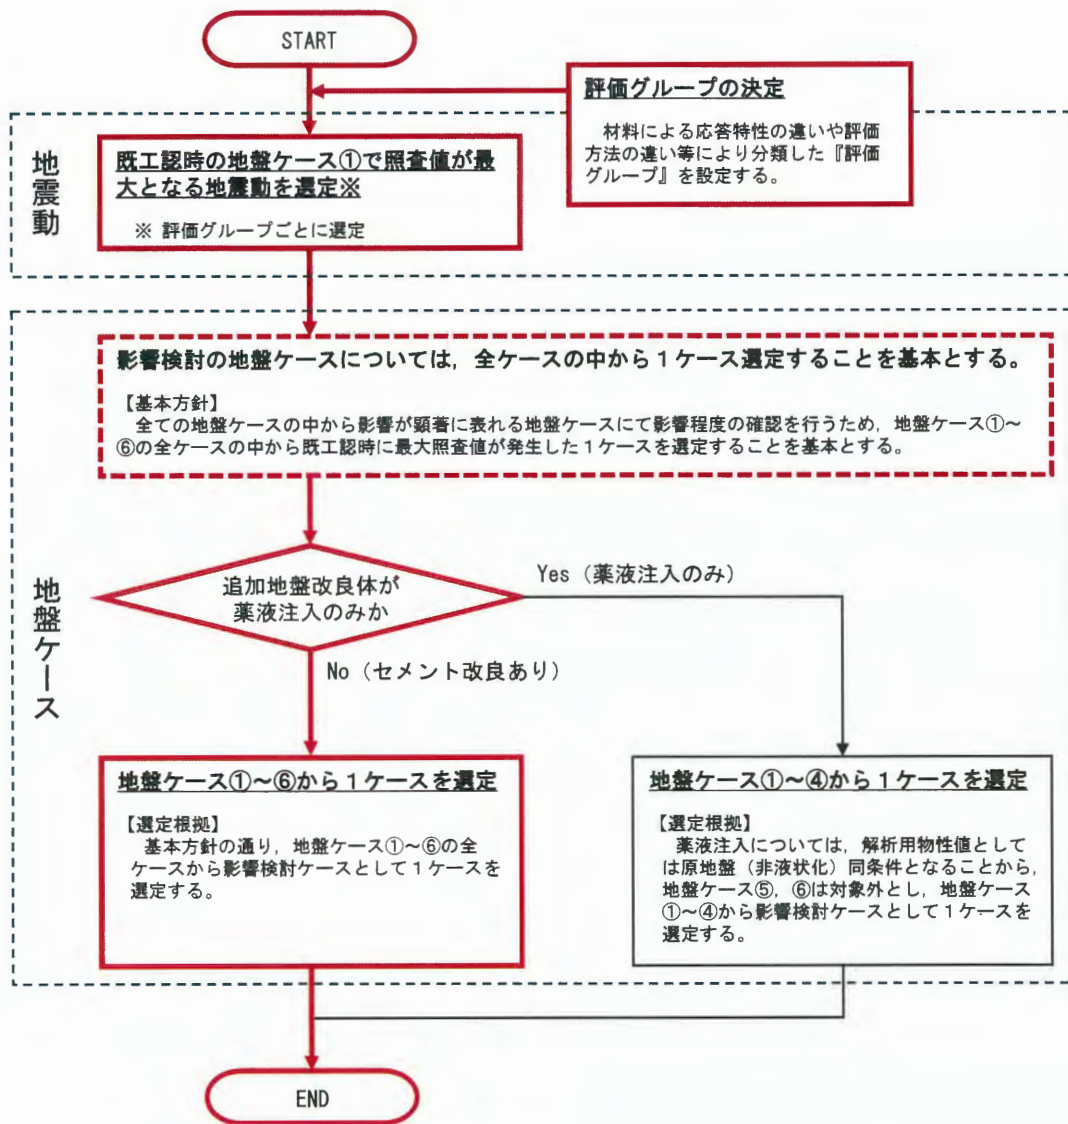 START
評価グループの決定
材料による応答特性の違いや評価
方法の違い等により分類した『評価
グループ』を設定する。
地震動
既工認時の地盤ケース①で照査値が最
大となる地震動を選定※
※ 評価グループごとに選定
地盤ケース
影響検討の地盤ケースについては，全ケースの中から１ケース選定することを基本とする。
【基本方針】
全ての地盤ケースの中から影響が顕著に表れる地盤ケースにて影響程度の確認を行うため，地盤ケース①～
⑥の全ケースの中から既工認時に最大照査値が発生した１ケースを選定することを基本とする。
追加地盤改良体が
薬液注入のみか
Yes（薬液注入のみ）
No（セメント改良あり）
地盤ケース①～⑥から１ケースを選定
【選定根拠】
基本方針の通り，地盤ケース①～⑥の全
ケースから影響検討ケースとして１ケースを
選定する。
地盤ケース①～④から１ケースを選定
【選定根拠】
薬液注入については，解析用物性値として
は原地盤（非液状化）同条件となることから，
地盤ケース⑤，⑥は対象外とし，地盤ケース
①～④から影響検討ケースとして１ケースを
選定する。
END